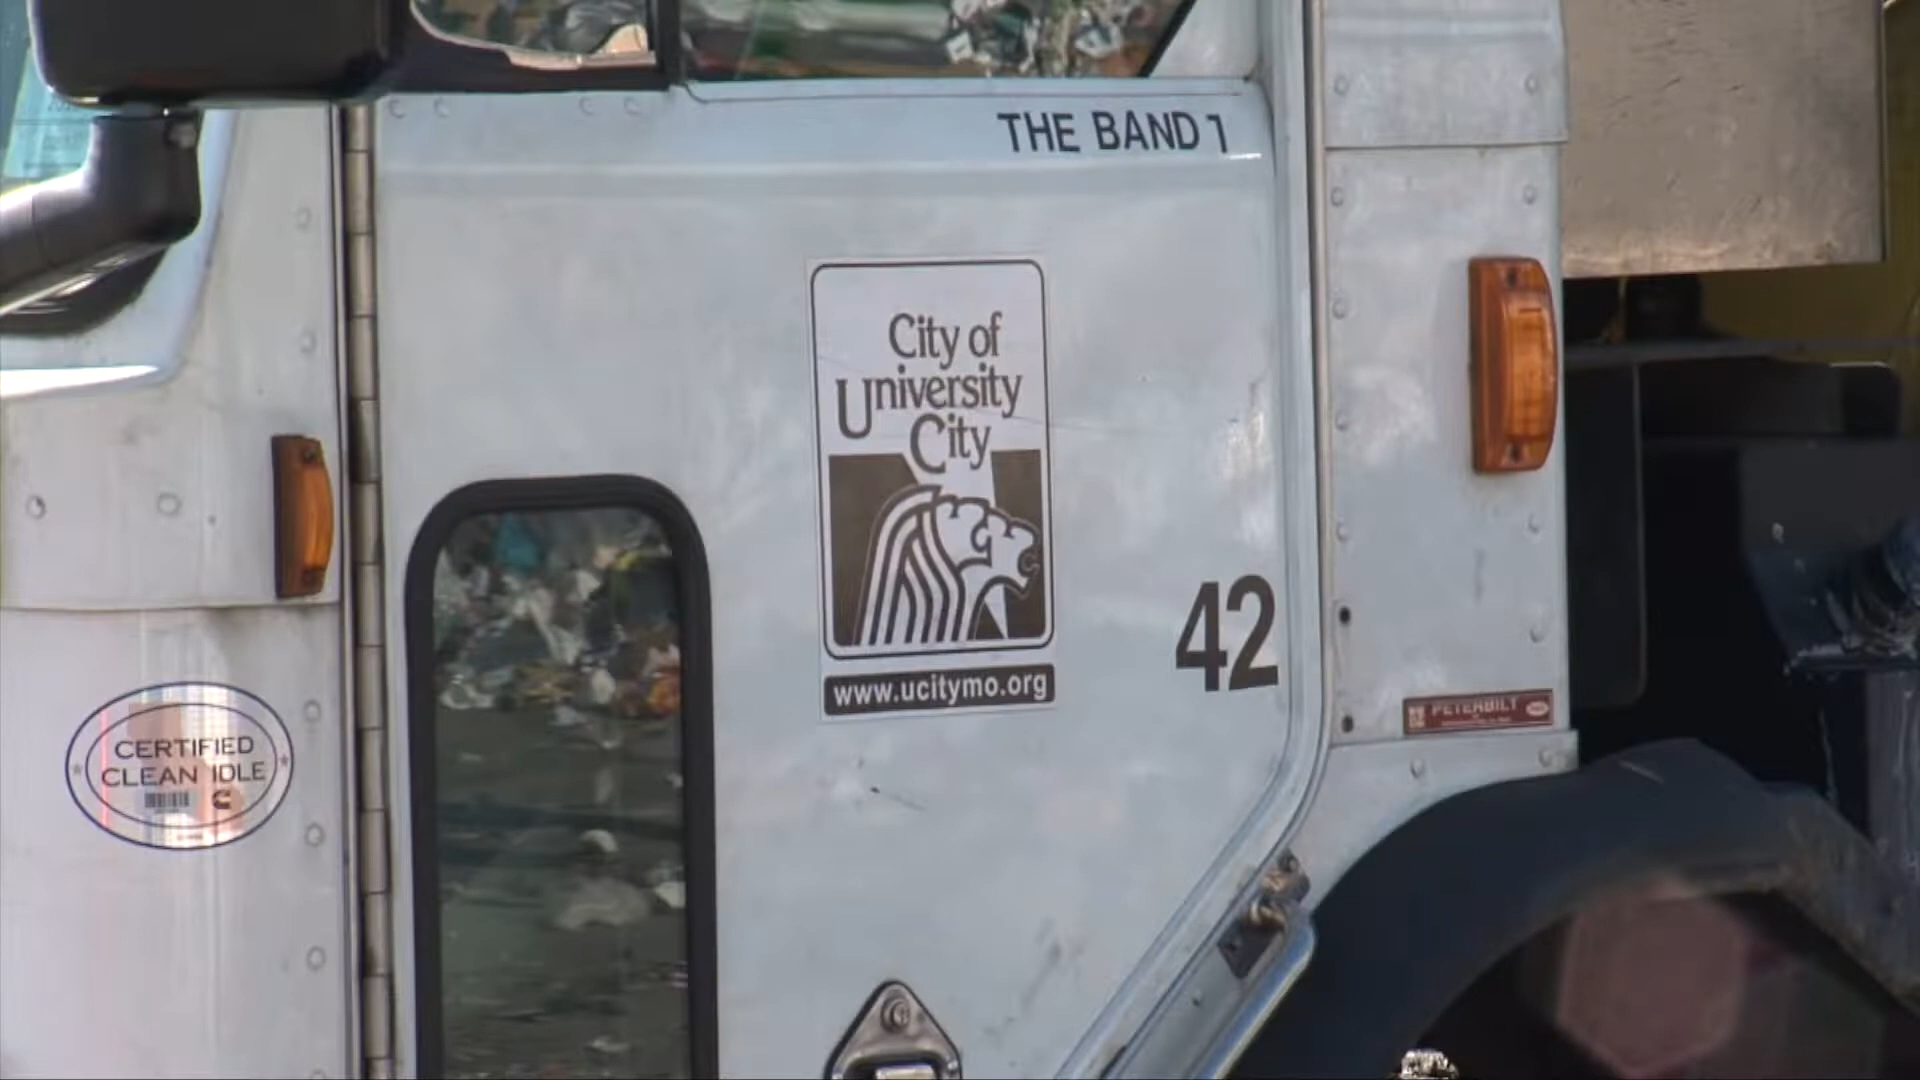 THE BAND 1
City of
University
City
www.ucitymo.org
42
PETERBILT
CERTIFIED
CLEAN IDLE